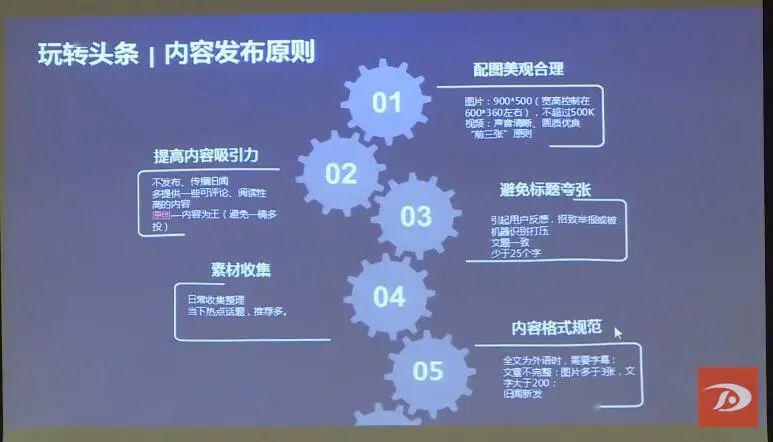 玩转头条 | 内容发布原则
01
配图美观合理
图片：900*500（宽高控制在
600*360左右），不超过500K
视频：声音清晰、画质优良
“前三张”原则
提高内容吸引力
02
不发布、传播旧闻
多提供一些可评论、阅读性
高的内容
原创—内容为王（避免一稿多
投）
03
避免标题夸张
引起用户反感，招致举报或被
机器识别打压
文题一致
少于25个字
素材收集
04
日常收集整理
当下热点话题，推荐多。
内容格式规范
05
全文为外语时，需要字幕；
文章不完整：图片多于3张，文
字大于200；
旧闻新发